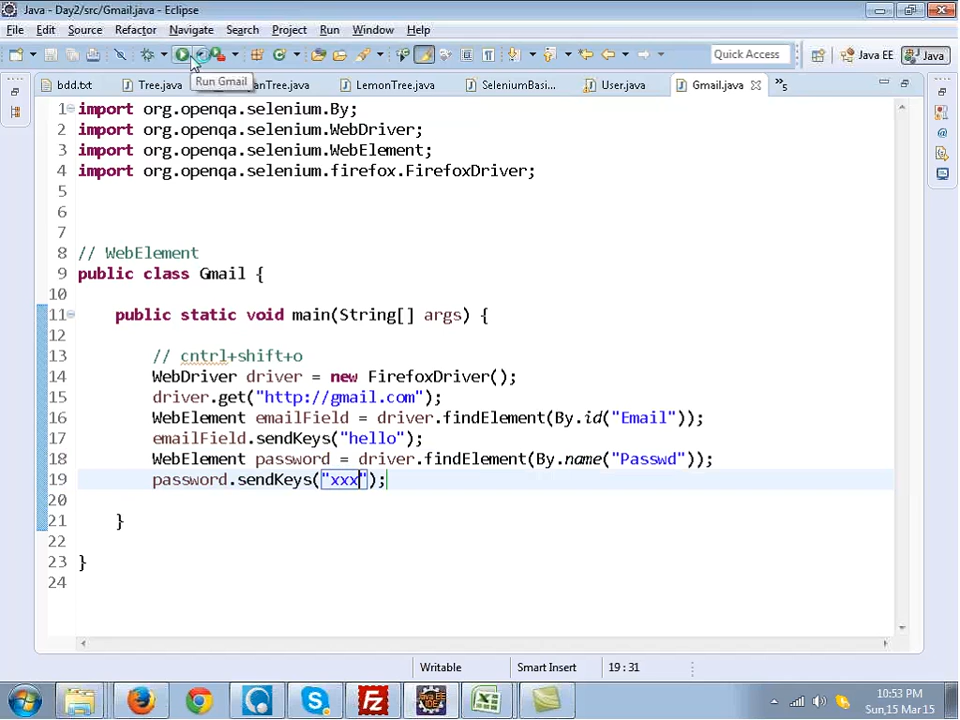 Java - Day2/src/Gmail.java - Eclipse
File Edit Source Refactor Navigate Search Project Run Window Help
Quick Access Java EE Java
bdd.txt Tree.java Tree.java LemonTree.java SeleniumBasi... User.java Gmail.java 5
Run Gmail
1 import org.openqa.selenium.By;
2 import org.openqa.selenium.WebDriver;
3 import org.openqa.selenium.WebElement;
4 import org.openqa.selenium.firefox.FirefoxDriver;
5
6
7
8 // WebElement
9 public class Gmail {
10
11 public static void main(String[] args) {
12
13 // cntrl+shift+o
14 WebDriver driver = new FirefoxDriver();
15 driver.get("http://gmail.com");
16 WebElement emailField = driver.findElement(By.id("Email"));
17 emailField.sendKeys("hello");
18 WebElement password = driver.findElement(By.name("Passwd"));
19 password.sendKeys("xxx");
20
21 }
22
23 }
24
Writable Smart Insert 19 : 31
10:53 PM
Sun,15 Mar 15